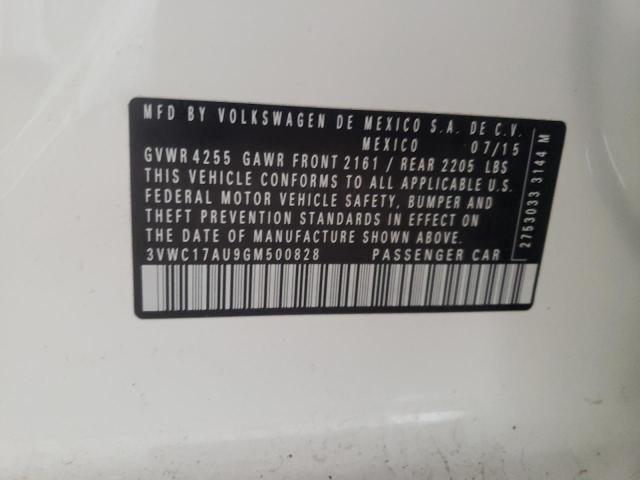 MFD BY VOLKSWAGEN DE MEXICO S.A. DE C.V.
MEXICO 07/15
GVWR 4255 GAWR FRONT 2161 / REAR 2205 LBS
THIS VEHICLE CONFORMS TO ALL APPLICABLE U.S.
FEDERAL MOTOR VEHICLE SAFETY, BUMPER AND
THEFT PREVENTION STANDARDS IN EFFECT ON
THE DATE OF MANUFACTURE SHOWN ABOVE.
3VWC17AU9GM500828 PASSENGER CAR
2753033 3144 M